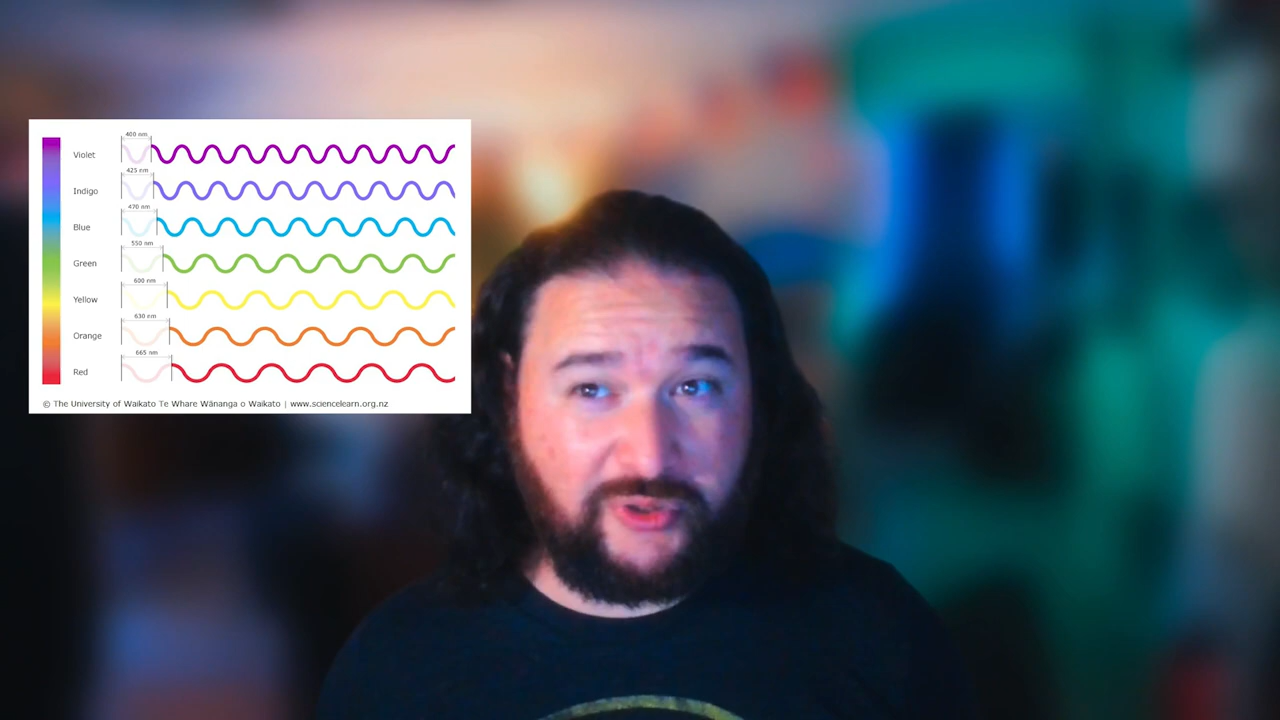 400 nm
Violet
425 nm
Indigo
470 nm
Blue
550 nm
Green
600 nm
Yellow
630 nm
Orange
665 nm
Red
© The University of Waikato Te Whare Wānanga o Waikato | www.sciencelearn.org.nz